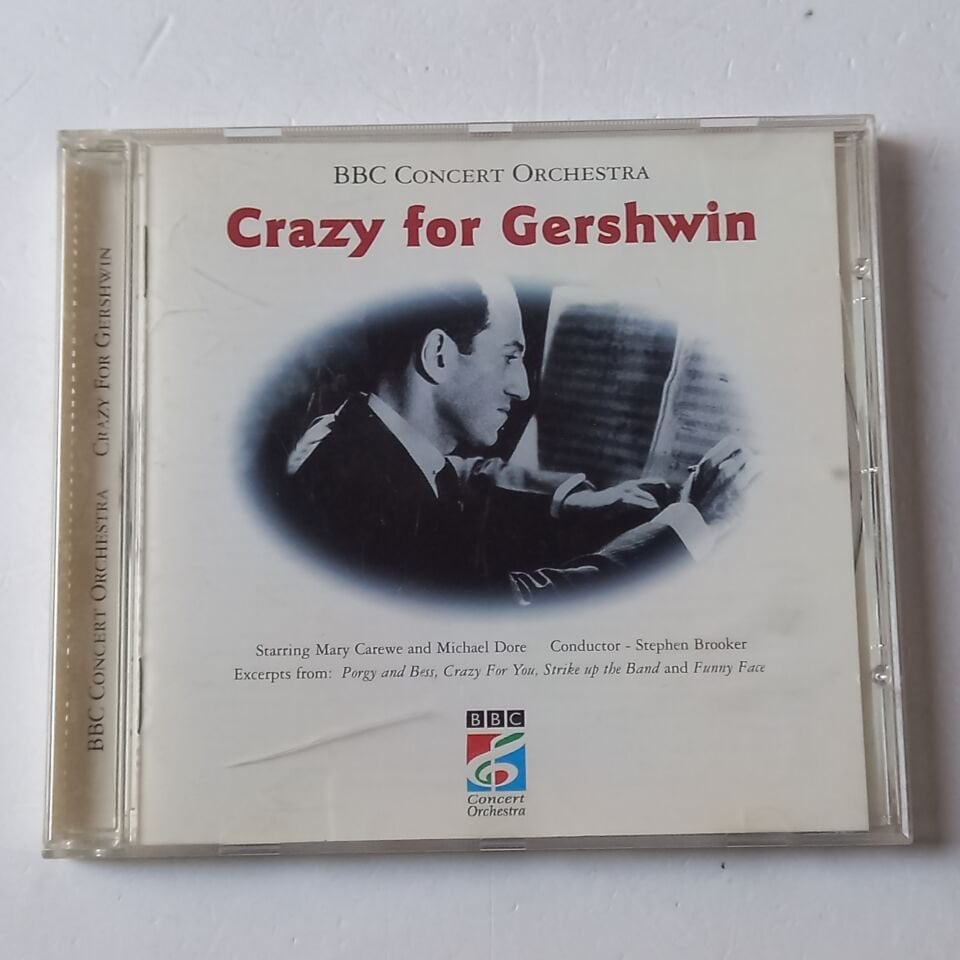 BBC CONCERT ORCHESTRA
Crazy for Gershwin
Starring Mary Carewe and Michael Dore Conductor - Stephen Brooker
Excerpts from: Porgy and Bess, Crazy For You, Strike up the Band and Funny Face
BBC
Concert
Orchestra
BBC CONCERT ORCHESTRA CRAZY FOR GERSHWIN